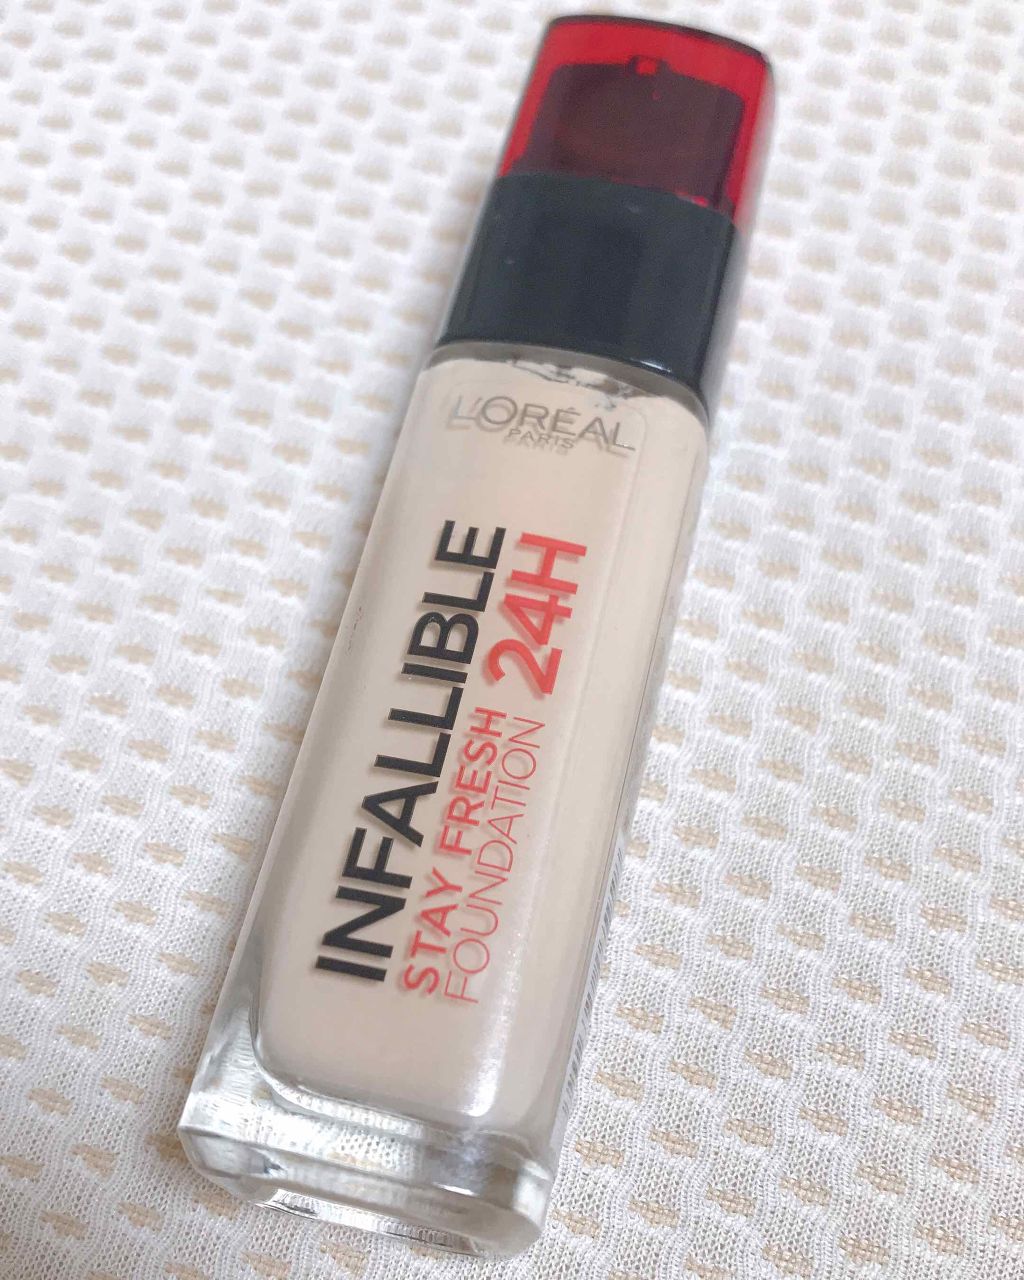 L'ORÉAL
PARIS
INFALLIBLE
STAY FRESH
FOUNDATION 24H